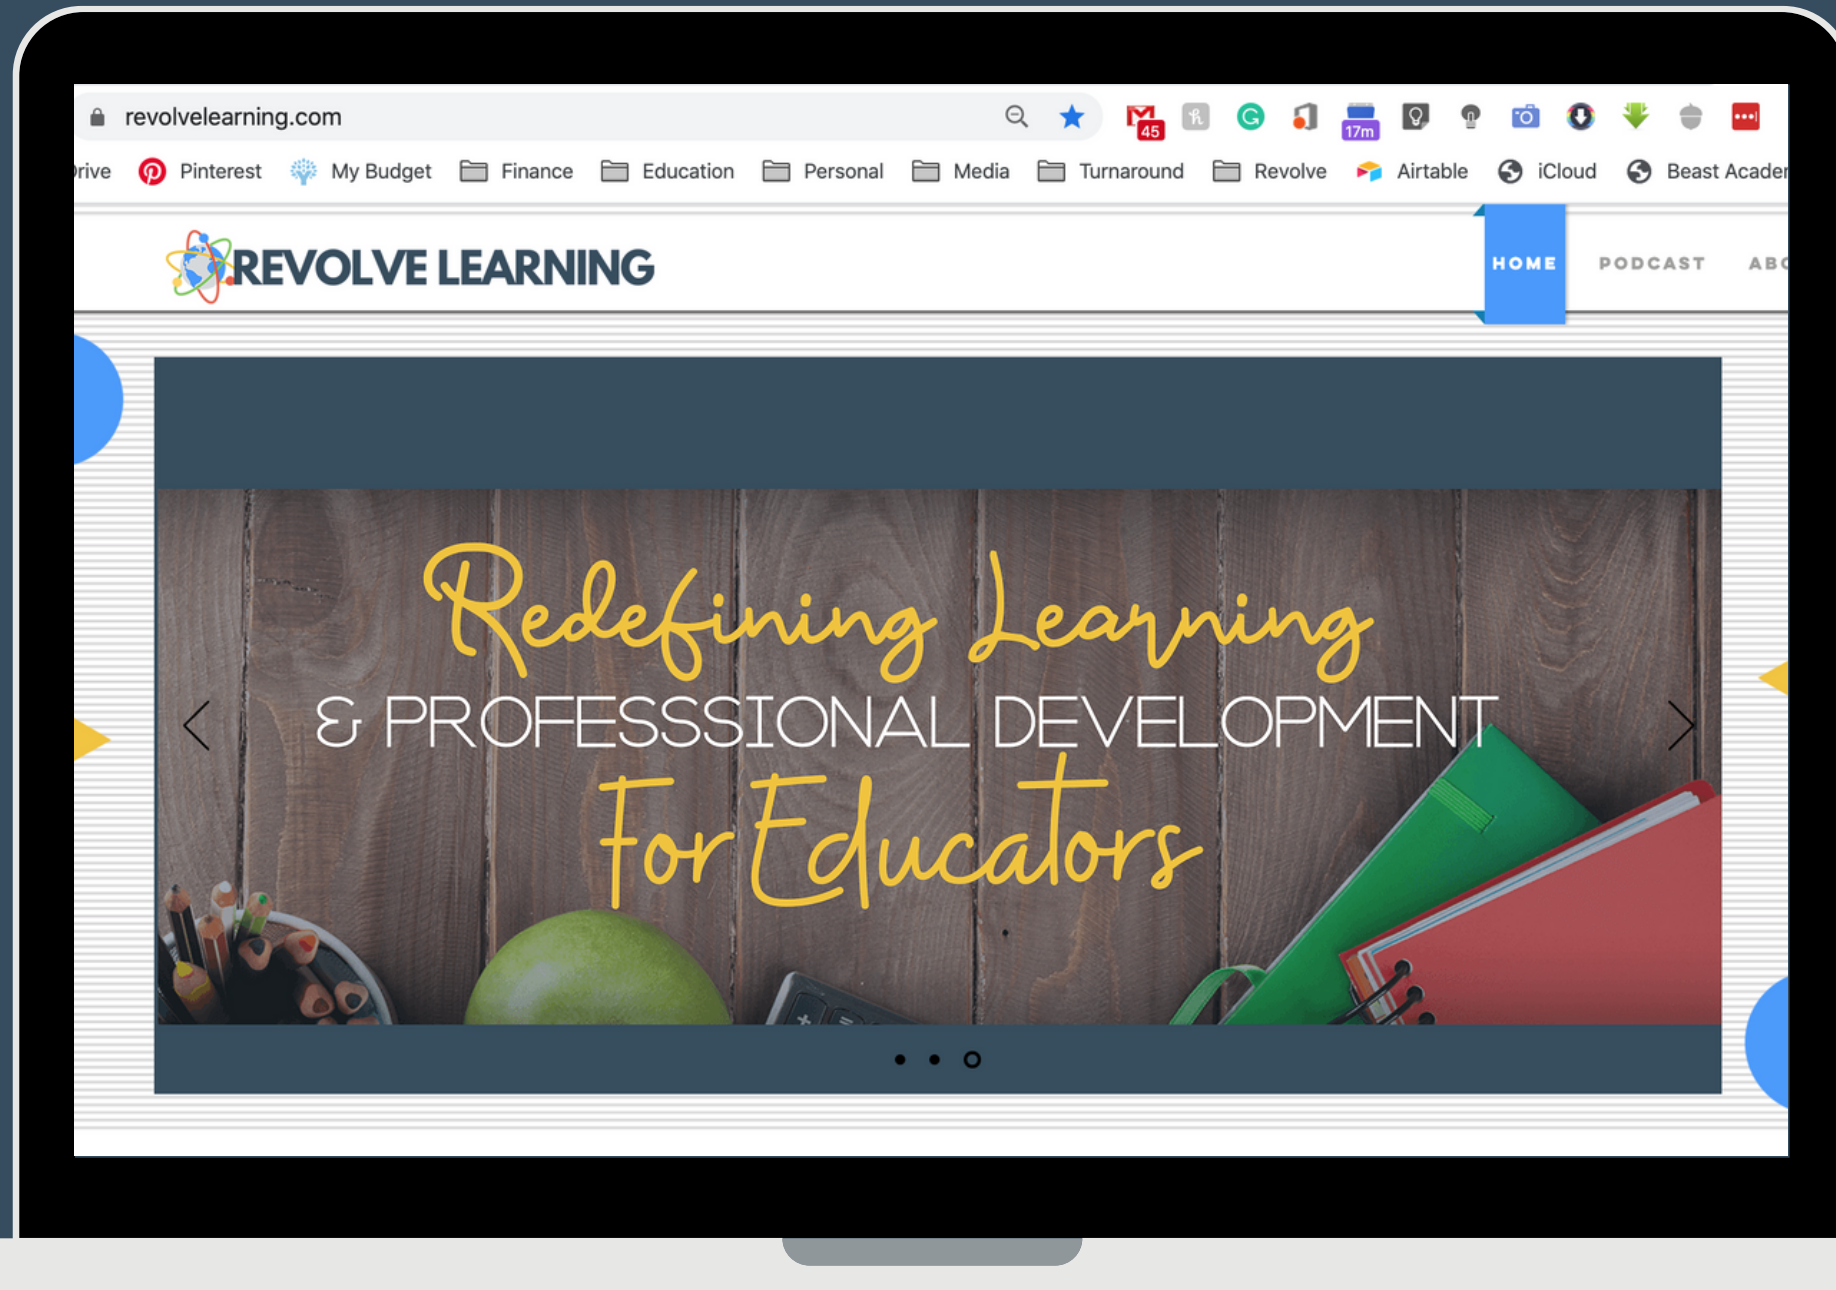 revolvelearning.com
45
17m
rive Pinterest My Budget Finance Education Personal Media Turnaround Revolve Airtable iCloud Beast Acader
REVOLVE LEARNING
HOME PODCAST ABO
Redefining Learning
& PROFESSSIONAL DEVELOPMENT
For Educators